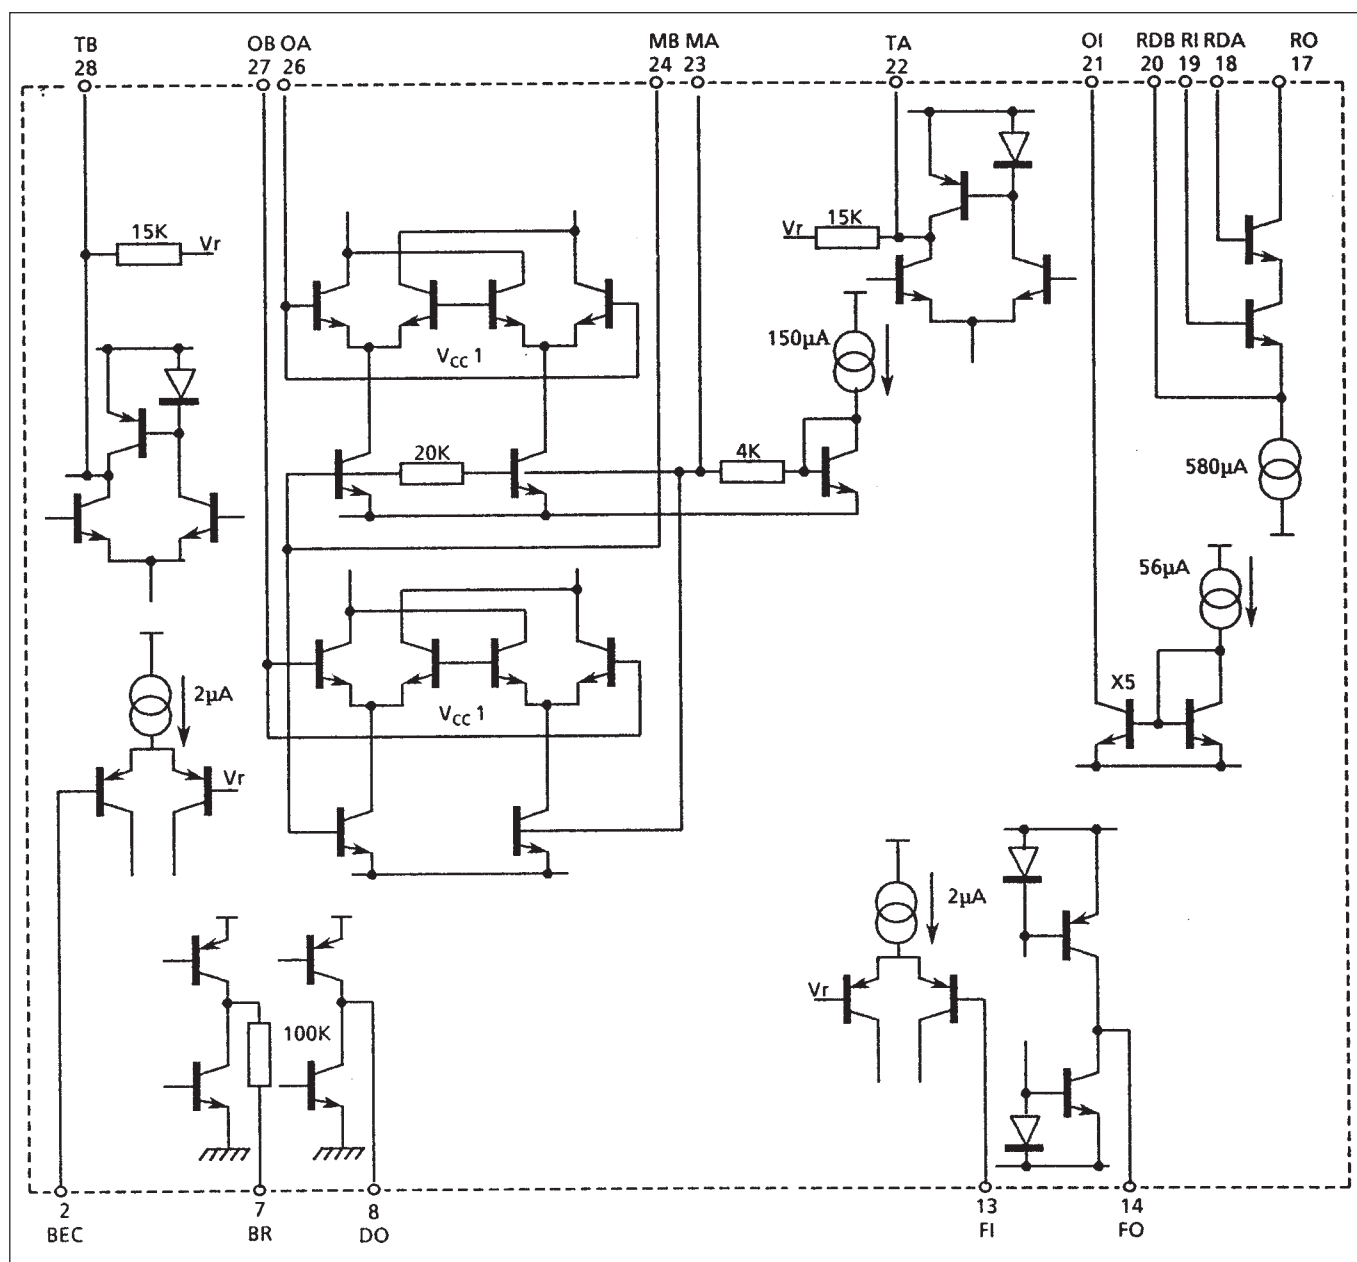 TB OB OA MB MA TA OI RDB RI RDA RO
28 27 26 24 23 22 21 20 19 18 17
15K Vr
Vr 15K
V_CC 1
150µA
20K
4K
580µA
56µA
2µA
X5
V_CC 1
Vr
2µA
Vr
100K
2 7 8 13 14
BEC BR DO FI FO